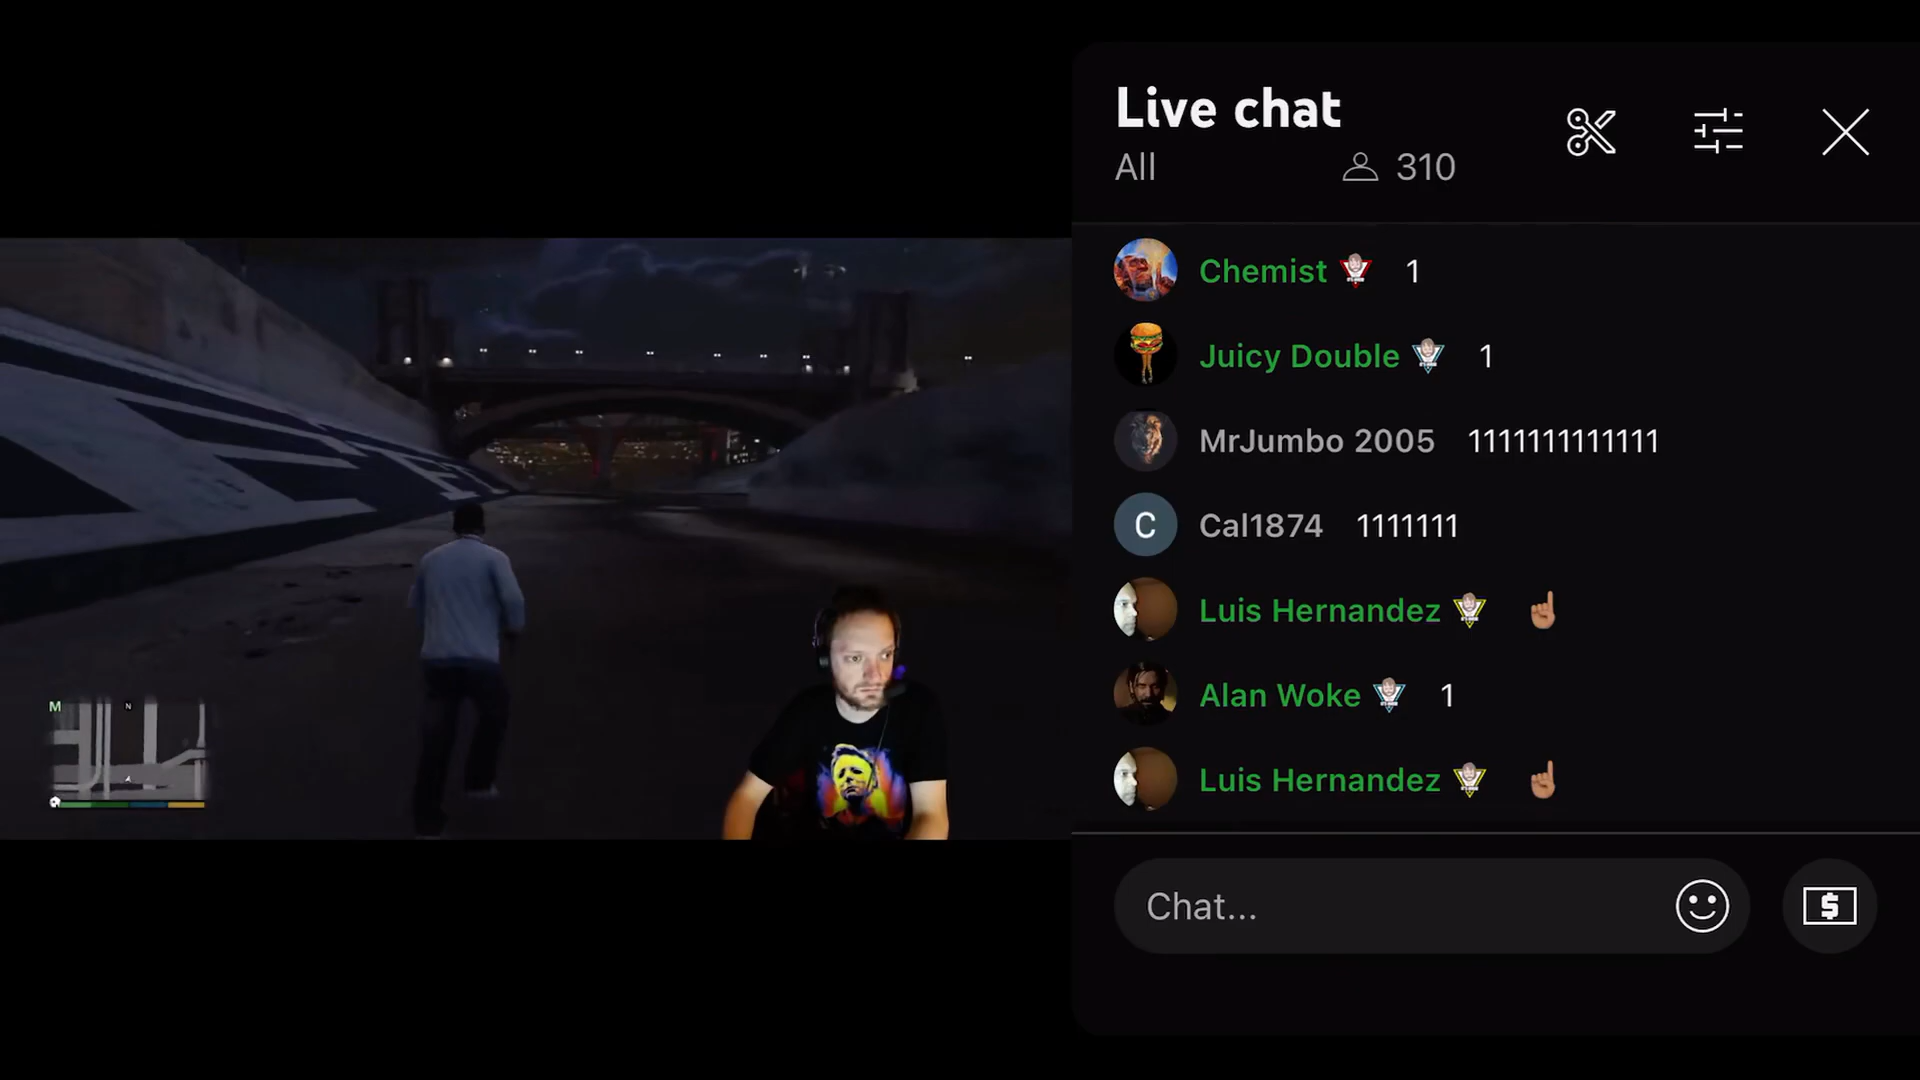 Live chat
All 310
Chemist 1
Juicy Double 1
MrJumbo 2005 1111111111111
C Cal1874 1111111
Luis Hernandez ☝🏽
Alan Woke 1
Luis Hernandez ☝🏽
Chat...
$
M N